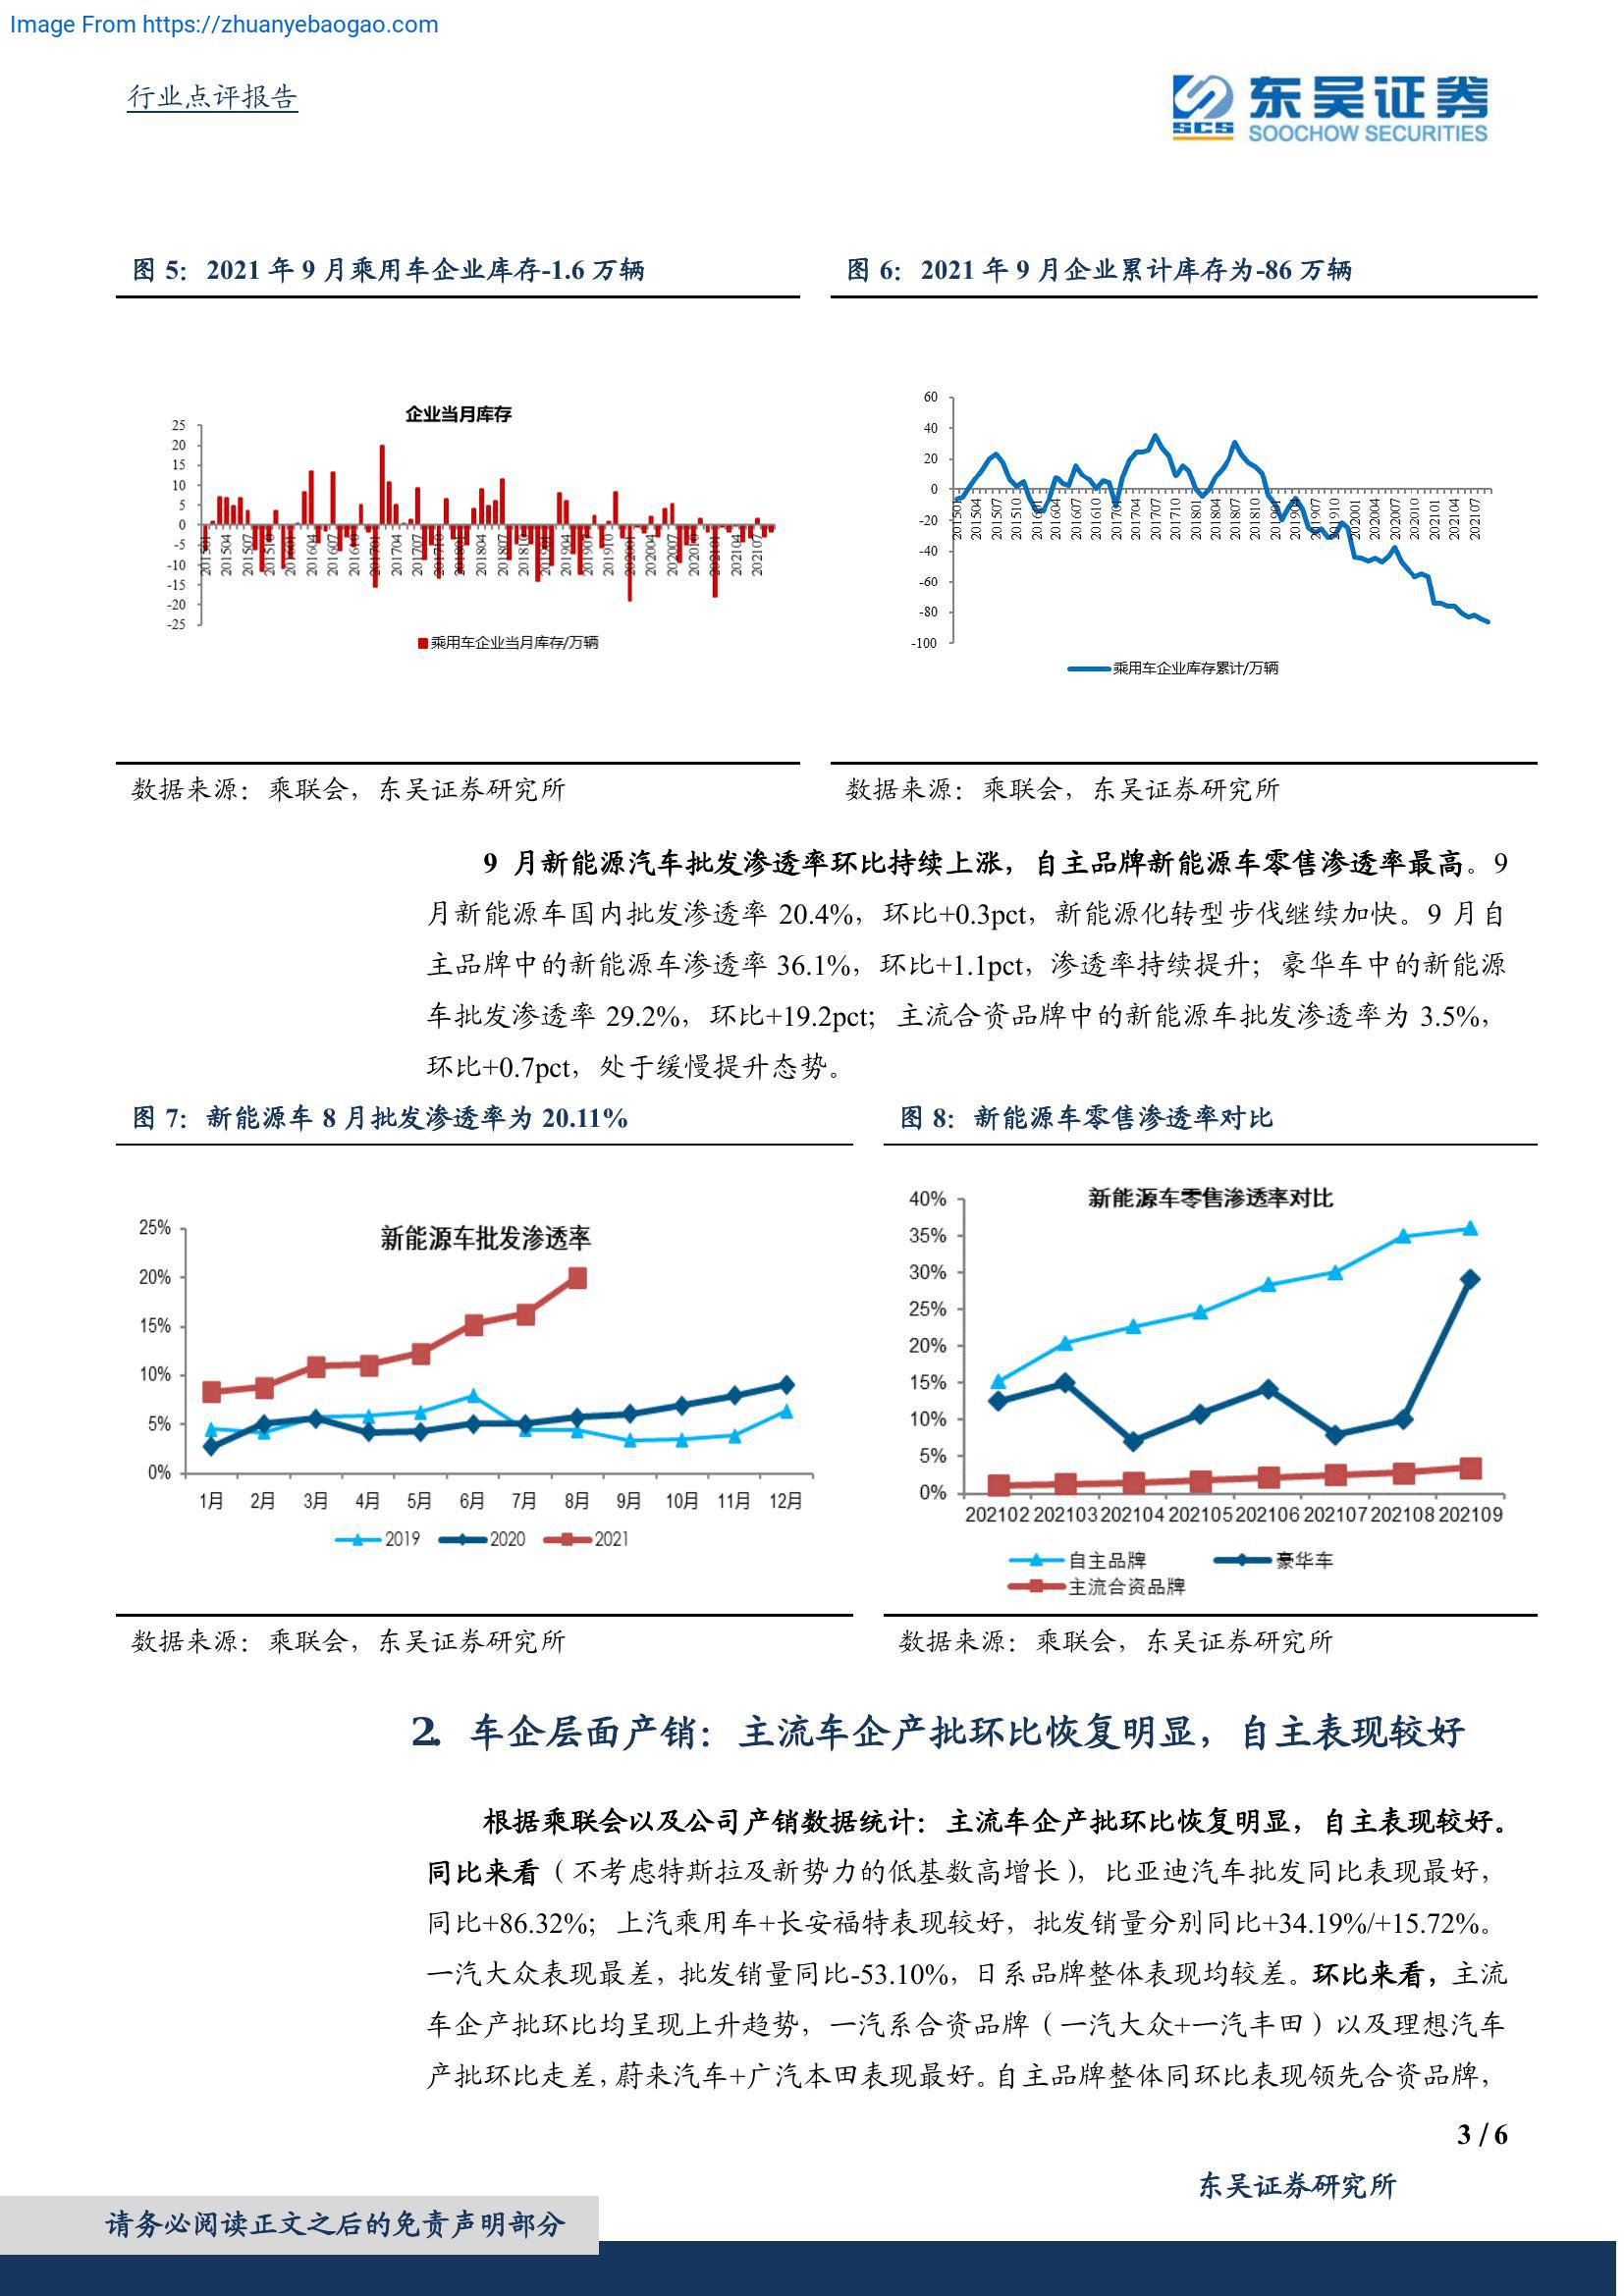 Image From https://zhuanyebaogao.com
行业点评报告
东吴证券
SCS SOOCHOW SECURITIES
图 5：2021 年 9 月乘用车企业库存-1.6 万辆
图 6：2021 年 9 月企业累计库存为-86 万辆
企业当月库存
25
20
15
10
5
0
-5
-10
-15
-20
-25
201501 201504 201507 201510 201601 201604 201607 201610 201701 201704 201707 201710 201801 201804 201807 201810 201901 201904 201907 201910 202001 202004 202007 202010 202101 202104 202107
乘用车企业当月库存/万辆
60
40
20
0
-20
-40
-60
-80
-100
201501 201504 201507 201510 201601 201604 201607 201610 201701 201704 201707 201710 201801 201804 201807 201810 201901 201904 201907 201910 202001 202004 202007 202010 202101 202104 202107
乘用车企业库存累计/万辆
数据来源：乘联会，东吴证券研究所
数据来源：乘联会，东吴证券研究所
9 月新能源汽车批发渗透率环比持续上涨，自主品牌新能源车零售渗透率最高。9
月新能源车国内批发渗透率 20.4%，环比+0.3pct，新能源化转型步伐继续加快。9 月自
主品牌中的新能源车渗透率 36.1%，环比+1.1pct，渗透率持续提升；豪华车中的新能源
车批发渗透率 29.2%，环比+19.2pct；主流合资品牌中的新能源车批发渗透率为 3.5%，
环比+0.7pct，处于缓慢提升态势。
图 7：新能源车 8 月批发渗透率为 20.11%
图 8：新能源车零售渗透率对比
新能源车批发渗透率
25%
20%
15%
10%
5%
0%
1月 2月 3月 4月 5月 6月 7月 8月 9月 10月 11月 12月
2019 2020 2021
新能源车零售渗透率对比
40%
35%
30%
25%
20%
15%
10%
5%
0%
202102 202103 202104 202105 202106 202107 202108 202109
自主品牌 豪华车
主流合资品牌
数据来源：乘联会，东吴证券研究所
数据来源：乘联会，东吴证券研究所
2. 车企层面产销：主流车企产批环比恢复明显，自主表现较好
根据乘联会以及公司产销数据统计：主流车企产批环比恢复明显，自主表现较好。
同比来看（不考虑特斯拉及新势力的低基数高增长），比亚迪汽车批发同比表现最好，
同比+86.32%；上汽乘用车+长安福特表现较好，批发销量分别同比+34.19%/+15.72%。
一汽大众表现最差，批发销量同比-53.10%，日系品牌整体表现均较差。环比来看，主流
车企产批环比均呈现上升趋势，一汽系合资品牌（一汽大众+一汽丰田）以及理想汽车
产批环比走差，蔚来汽车+广汽本田表现最好。自主品牌整体同环比表现领先合资品牌，
3 / 6
东吴证券研究所
请务必阅读正文之后的免责声明部分